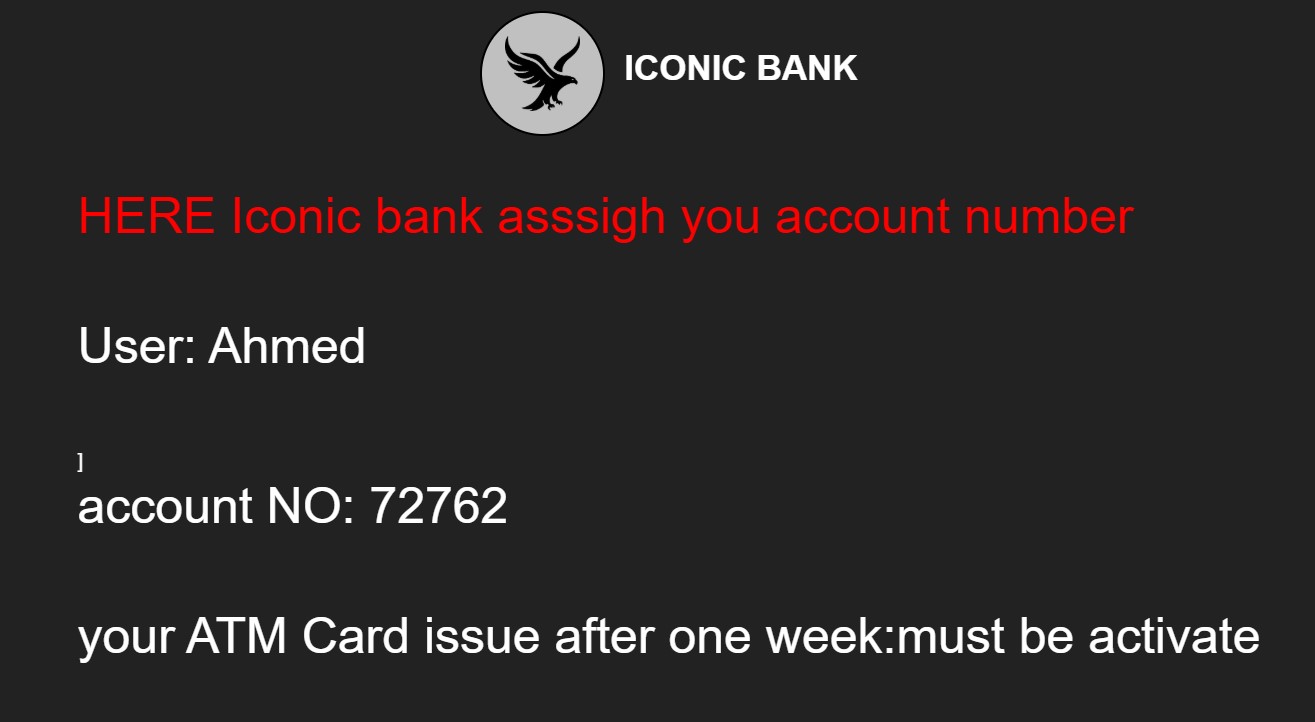 ICONIC BANK
HERE Iconic bank asssigh you account number
User: Ahmed
]
account NO: 72762
your ATM Card issue after one week:must be activate